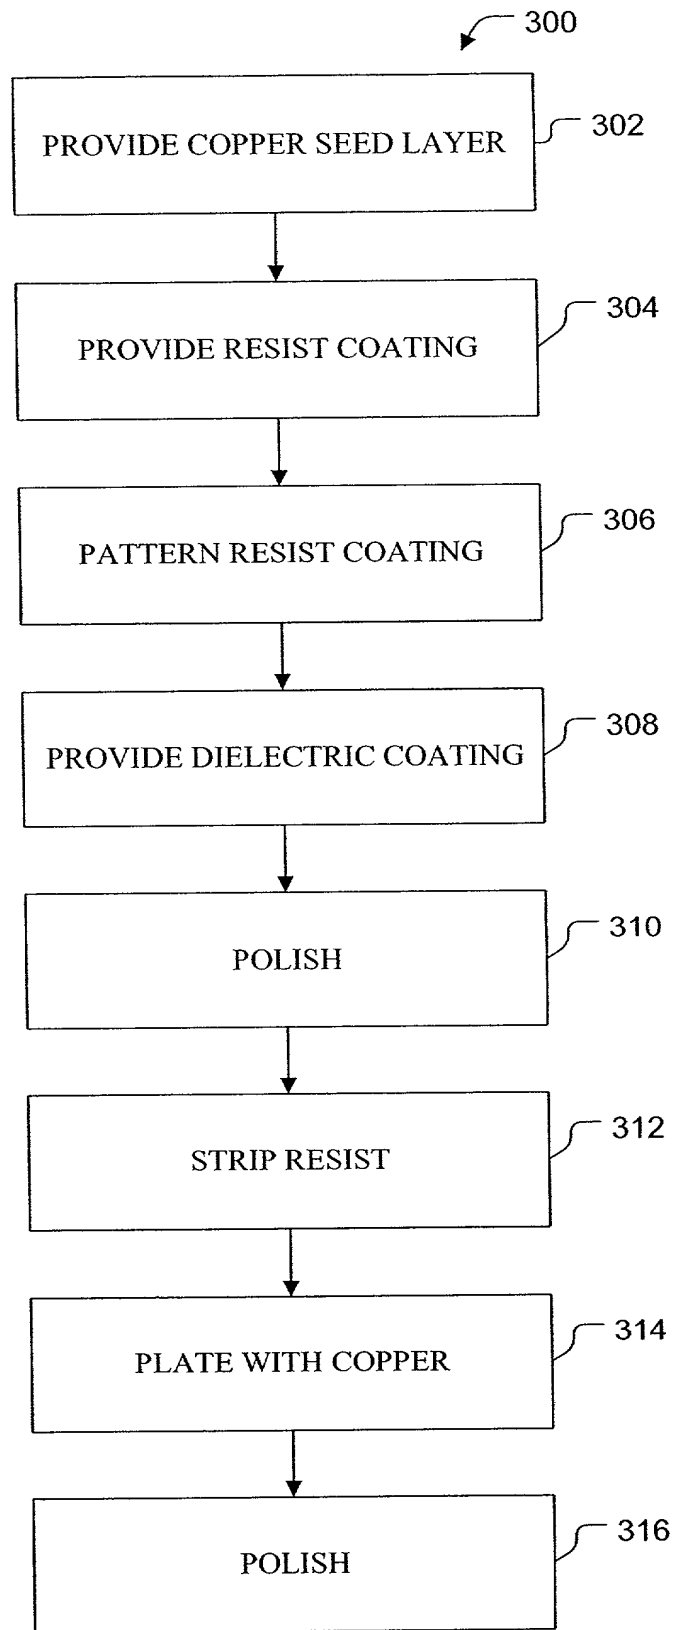 300
PROVIDE COPPER SEED LAYER
302
PROVIDE RESIST COATING
304
PATTERN RESIST COATING
306
PROVIDE DIELECTRIC COATING
308
POLISH
310
STRIP RESIST
312
PLATE WITH COPPER
314
POLISH
316